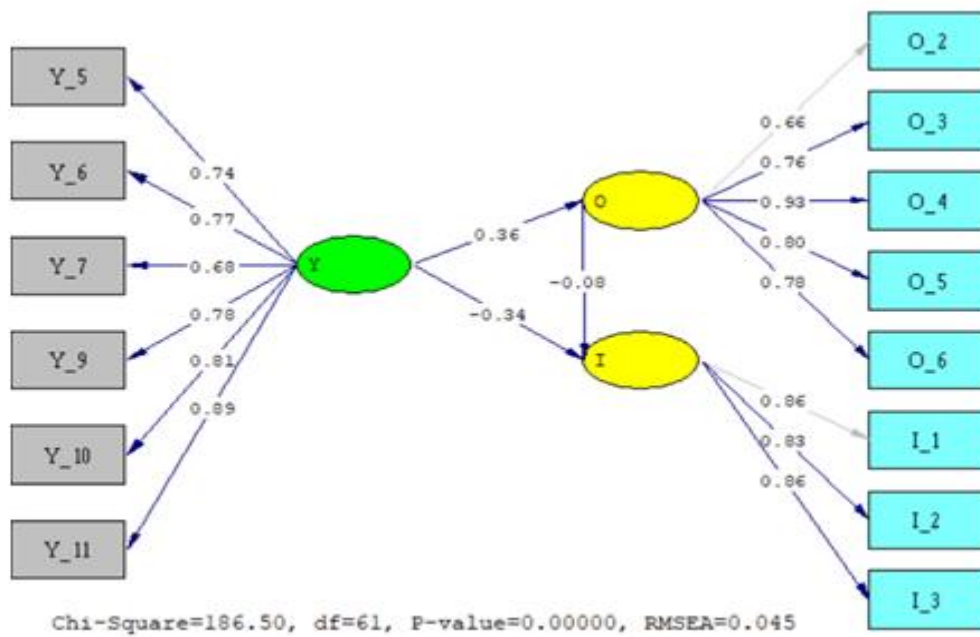 Y_5
Y_6
Y_7
Y_9
Y_10
Y_11
0.74
0.77
0.68
0.78
0.81
0.89
Y
0.36
-0.34
O
-0.08
I
0.66
0.76
0.93
0.80
0.78
0.86
0.83
0.86
O_2
O_3
O_4
O_5
O_6
I_1
I_2
I_3
Chi-Square=186.50, df=61, P-value=0.00000, RMSEA=0.045